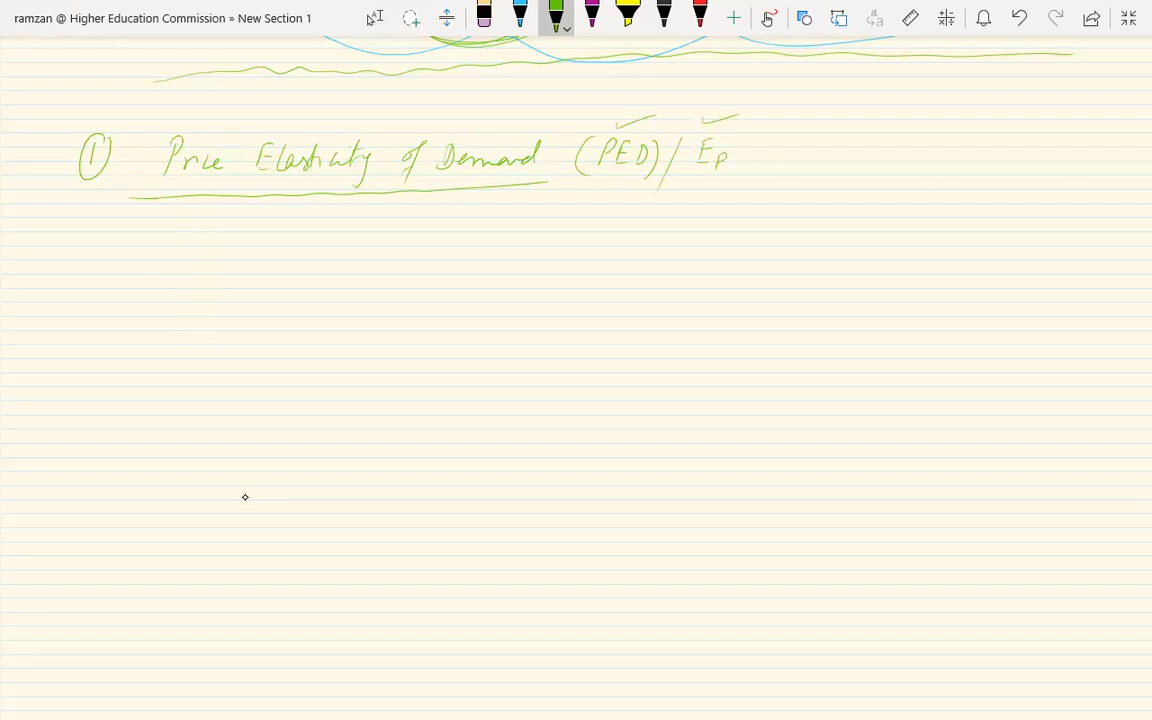 ramzan @ Higher Education Commission » New Section 1
① Price Elasticity of Demand (PED) / Ep